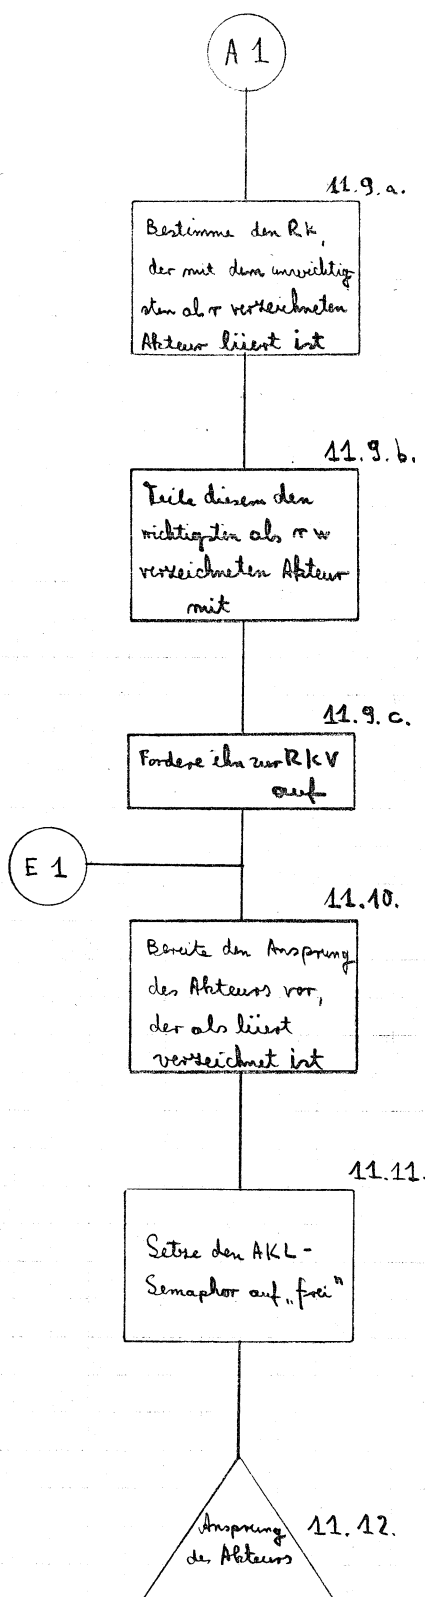 A 1
11.9.a.
Bestimme den RK,
der mit dem unwichtig
sten als r verzeichneten
Akteur liiert ist
11.9.b.
Teile diesem den
wichtigsten als rw
verzeichneten Akteur
mit
11.9.c.
Fordere ihn zur RKV
auf
E 1
11.10.
Bereite den Ansprung
des Akteurs vor,
der als liiert
verzeichnet ist
11.11.
Setze den AKL-
Semaphor auf „frei"
11.12.
Ansprung
des Akteurs